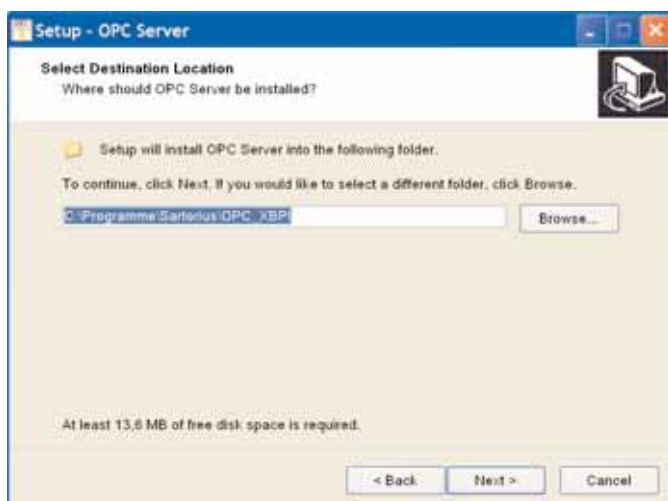 Setup - OPC Server
Select Destination Location
Where should OPC Server be installed?
Setup will install OPC Server into the following folder.
To continue, click Next. If you would like to select a different folder, click Browse.
C:\Programme\Sartorius\OPC_XBPI
Browse...
At least 13,6 MB of free disk space is required.
< Back
Next >
Cancel